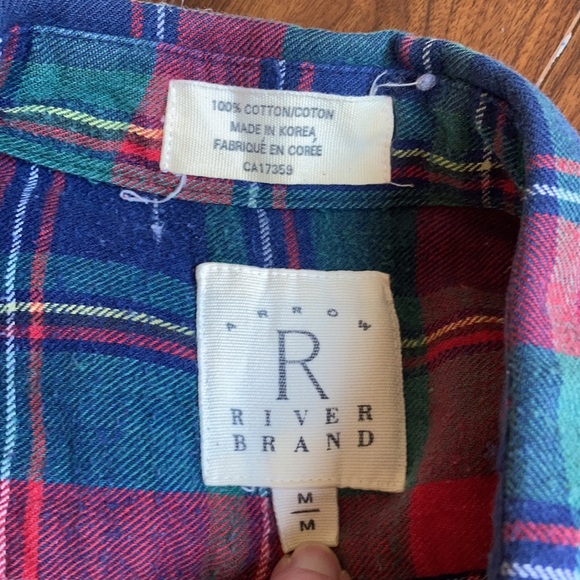 100% COTTON/COTON
MADE IN KOREA
FABRIQUÉ EN CORÉE
CA17359
ARROW
R
RIVER
BRAND
M
M